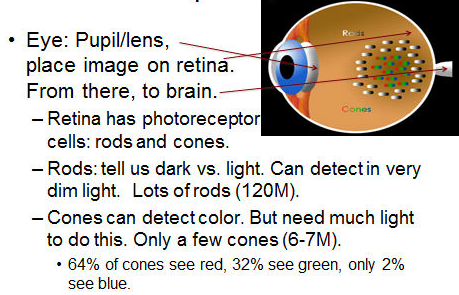 • Eye: Pupil/lens,
place image on retina.
From there, to brain.
– Retina has photoreceptor
cells: rods and cones.
– Rods: tell us dark vs. light. Can detect in very
dim light. Lots of rods (120M).
– Cones can detect color. But need much light
to do this. Only a few cones (6-7M).
• 64% of cones see red, 32% see green, only 2%
see blue.
Rods
Cones